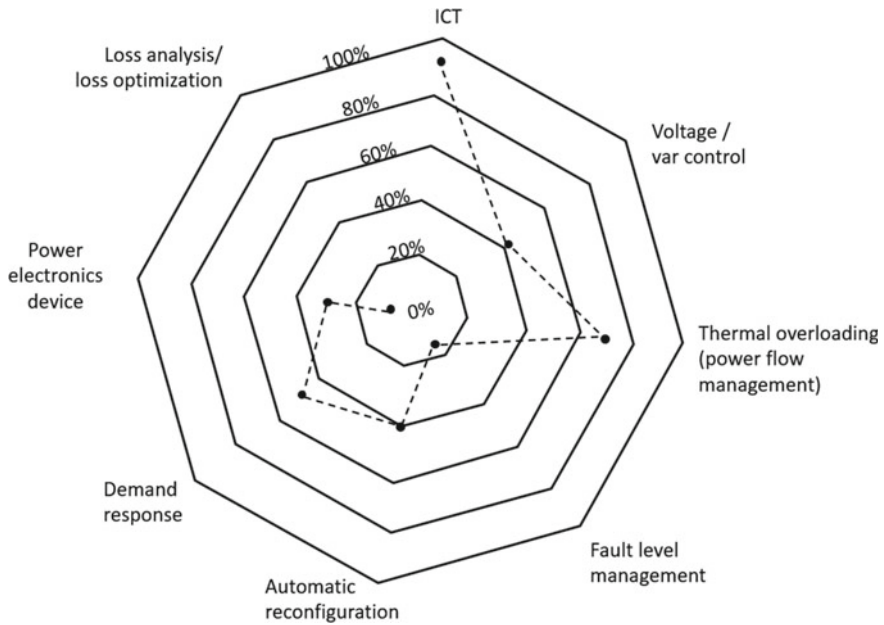 ICT
Loss analysis/
loss optimization
100%
80%
Voltage /
var control
60%
40%
20%
Power
electronics
device
0%
Thermal overloading
(power flow
management)
Demand
response
Fault level
management
Automatic
reconfiguration